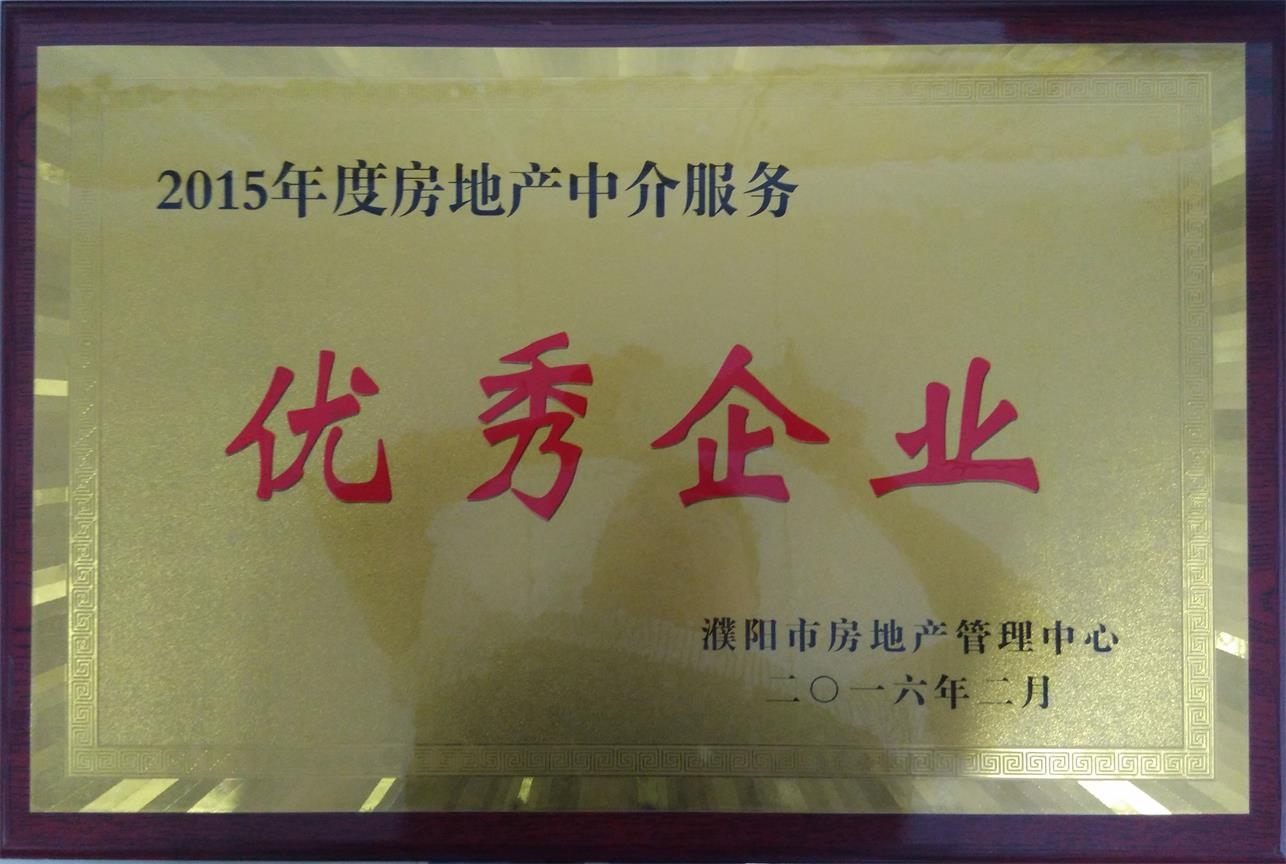 2015年度房地产中介服务
优秀企业
濮阳市房地产管理中心
二〇一六年二月